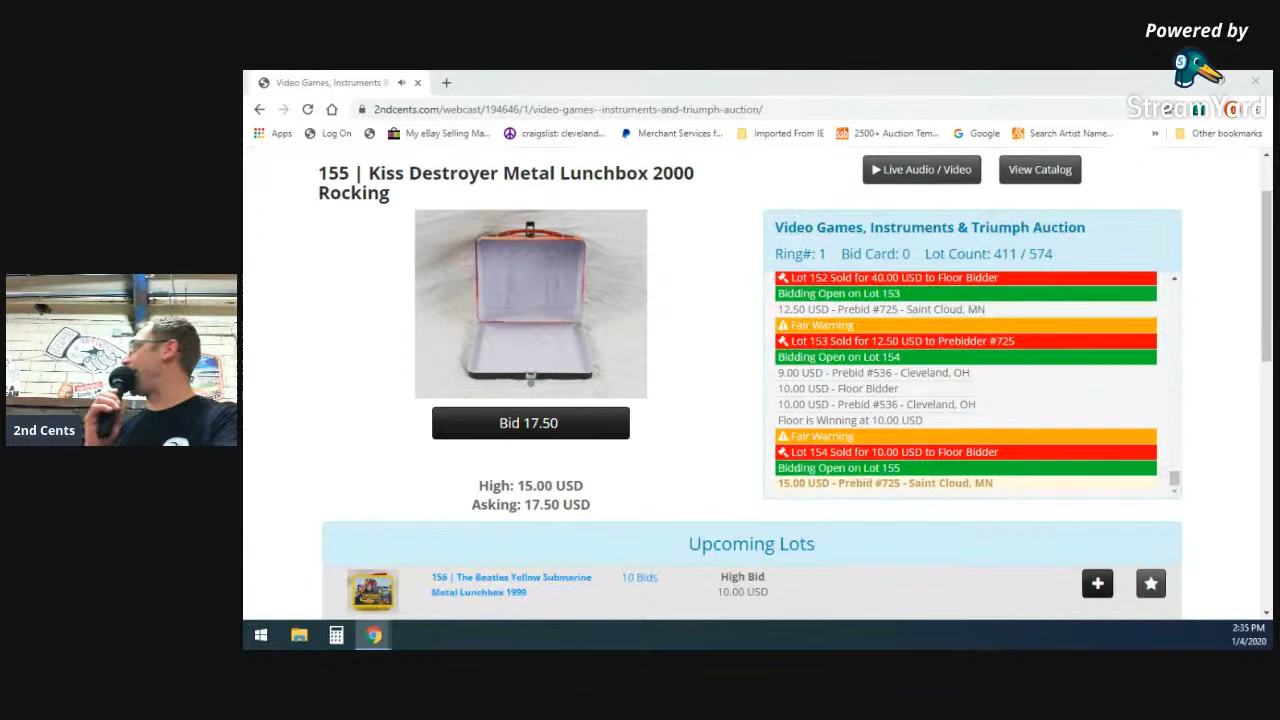 Powered by
StreamYard
Video Games, Instruments &
2ndcents.com/webcast/194646/1/video-games--instruments-and-triumph-auction/
Apps
Log On
My eBay Selling Ma...
craigslist: cleveland...
Merchant Services f...
Imported From IE
2500+ Auction Tem...
Google
Search Artist Name...
»
Other bookmarks
155 | Kiss Destroyer Metal Lunchbox 2000
Rocking
Live Audio / Video
View Catalog
Bid 17.50
High: 15.00 USD
Asking: 17.50 USD
Video Games, Instruments & Triumph Auction
Ring#: 1 Bid Card: 0 Lot Count: 411 / 574
Lot 152 Sold for 40.00 USD to Floor Bidder
Bidding Open on Lot 153
12.50 USD - Prebid #725 - Saint Cloud, MN
Fair Warning
Lot 153 Sold for 12.50 USD to Prebidder #725
Bidding Open on Lot 154
9.00 USD - Prebid #536 - Cleveland, OH
10.00 USD - Floor Bidder
10.00 USD - Prebid #536 - Cleveland, OH
Floor is Winning at 10.00 USD
Fair Warning
Lot 154 Sold for 10.00 USD to Floor Bidder
Bidding Open on Lot 155
15.00 USD - Prebid #725 - Saint Cloud, MN
2nd Cents
Upcoming Lots
156 | The Beatles Yellow Submarine
Metal Lunchbox 1999
10 Bids
High Bid
10.00 USD
2:35 PM
1/4/2020